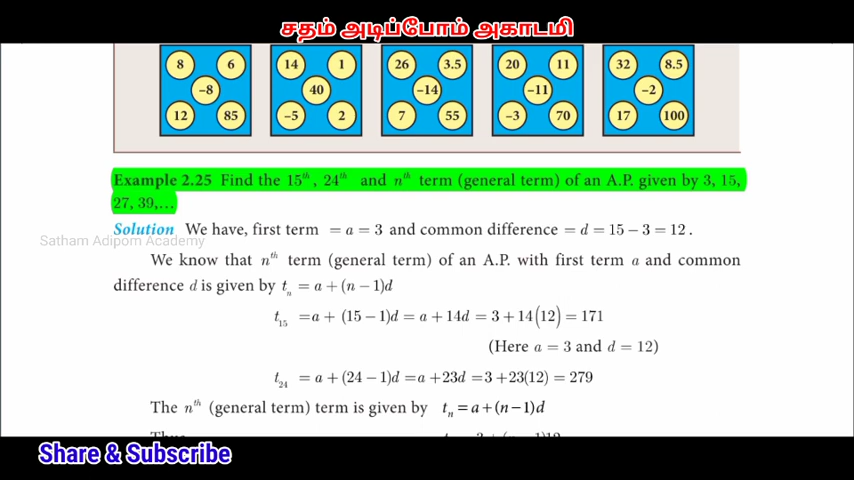 சதம் அடிப்போம் அகாடமி
8 6 14 1 26 3.5 20 11 32 8.5
-8 40 -14 -11 -2
12 85 -5 2 7 55 -3 70 17 100
Example 2.25 Find the 15th, 24th and nth term (general term) of an A.P. given by 3, 15,
27, 39,...
Solution We have, first term = a = 3 and common difference = d = 15 − 3 = 12.
Satham Adipom Academy
We know that nth term (general term) of an A.P. with first term a and common
difference d is given by tn = a + (n − 1)d
t15 = a + (15 − 1)d = a + 14d = 3 + 14(12) = 171
(Here a = 3 and d = 12)
t24 = a + (24 − 1)d = a + 23d = 3 + 23(12) = 279
The nth (general term) term is given by tn = a + (n − 1)d
Share & Subscribe